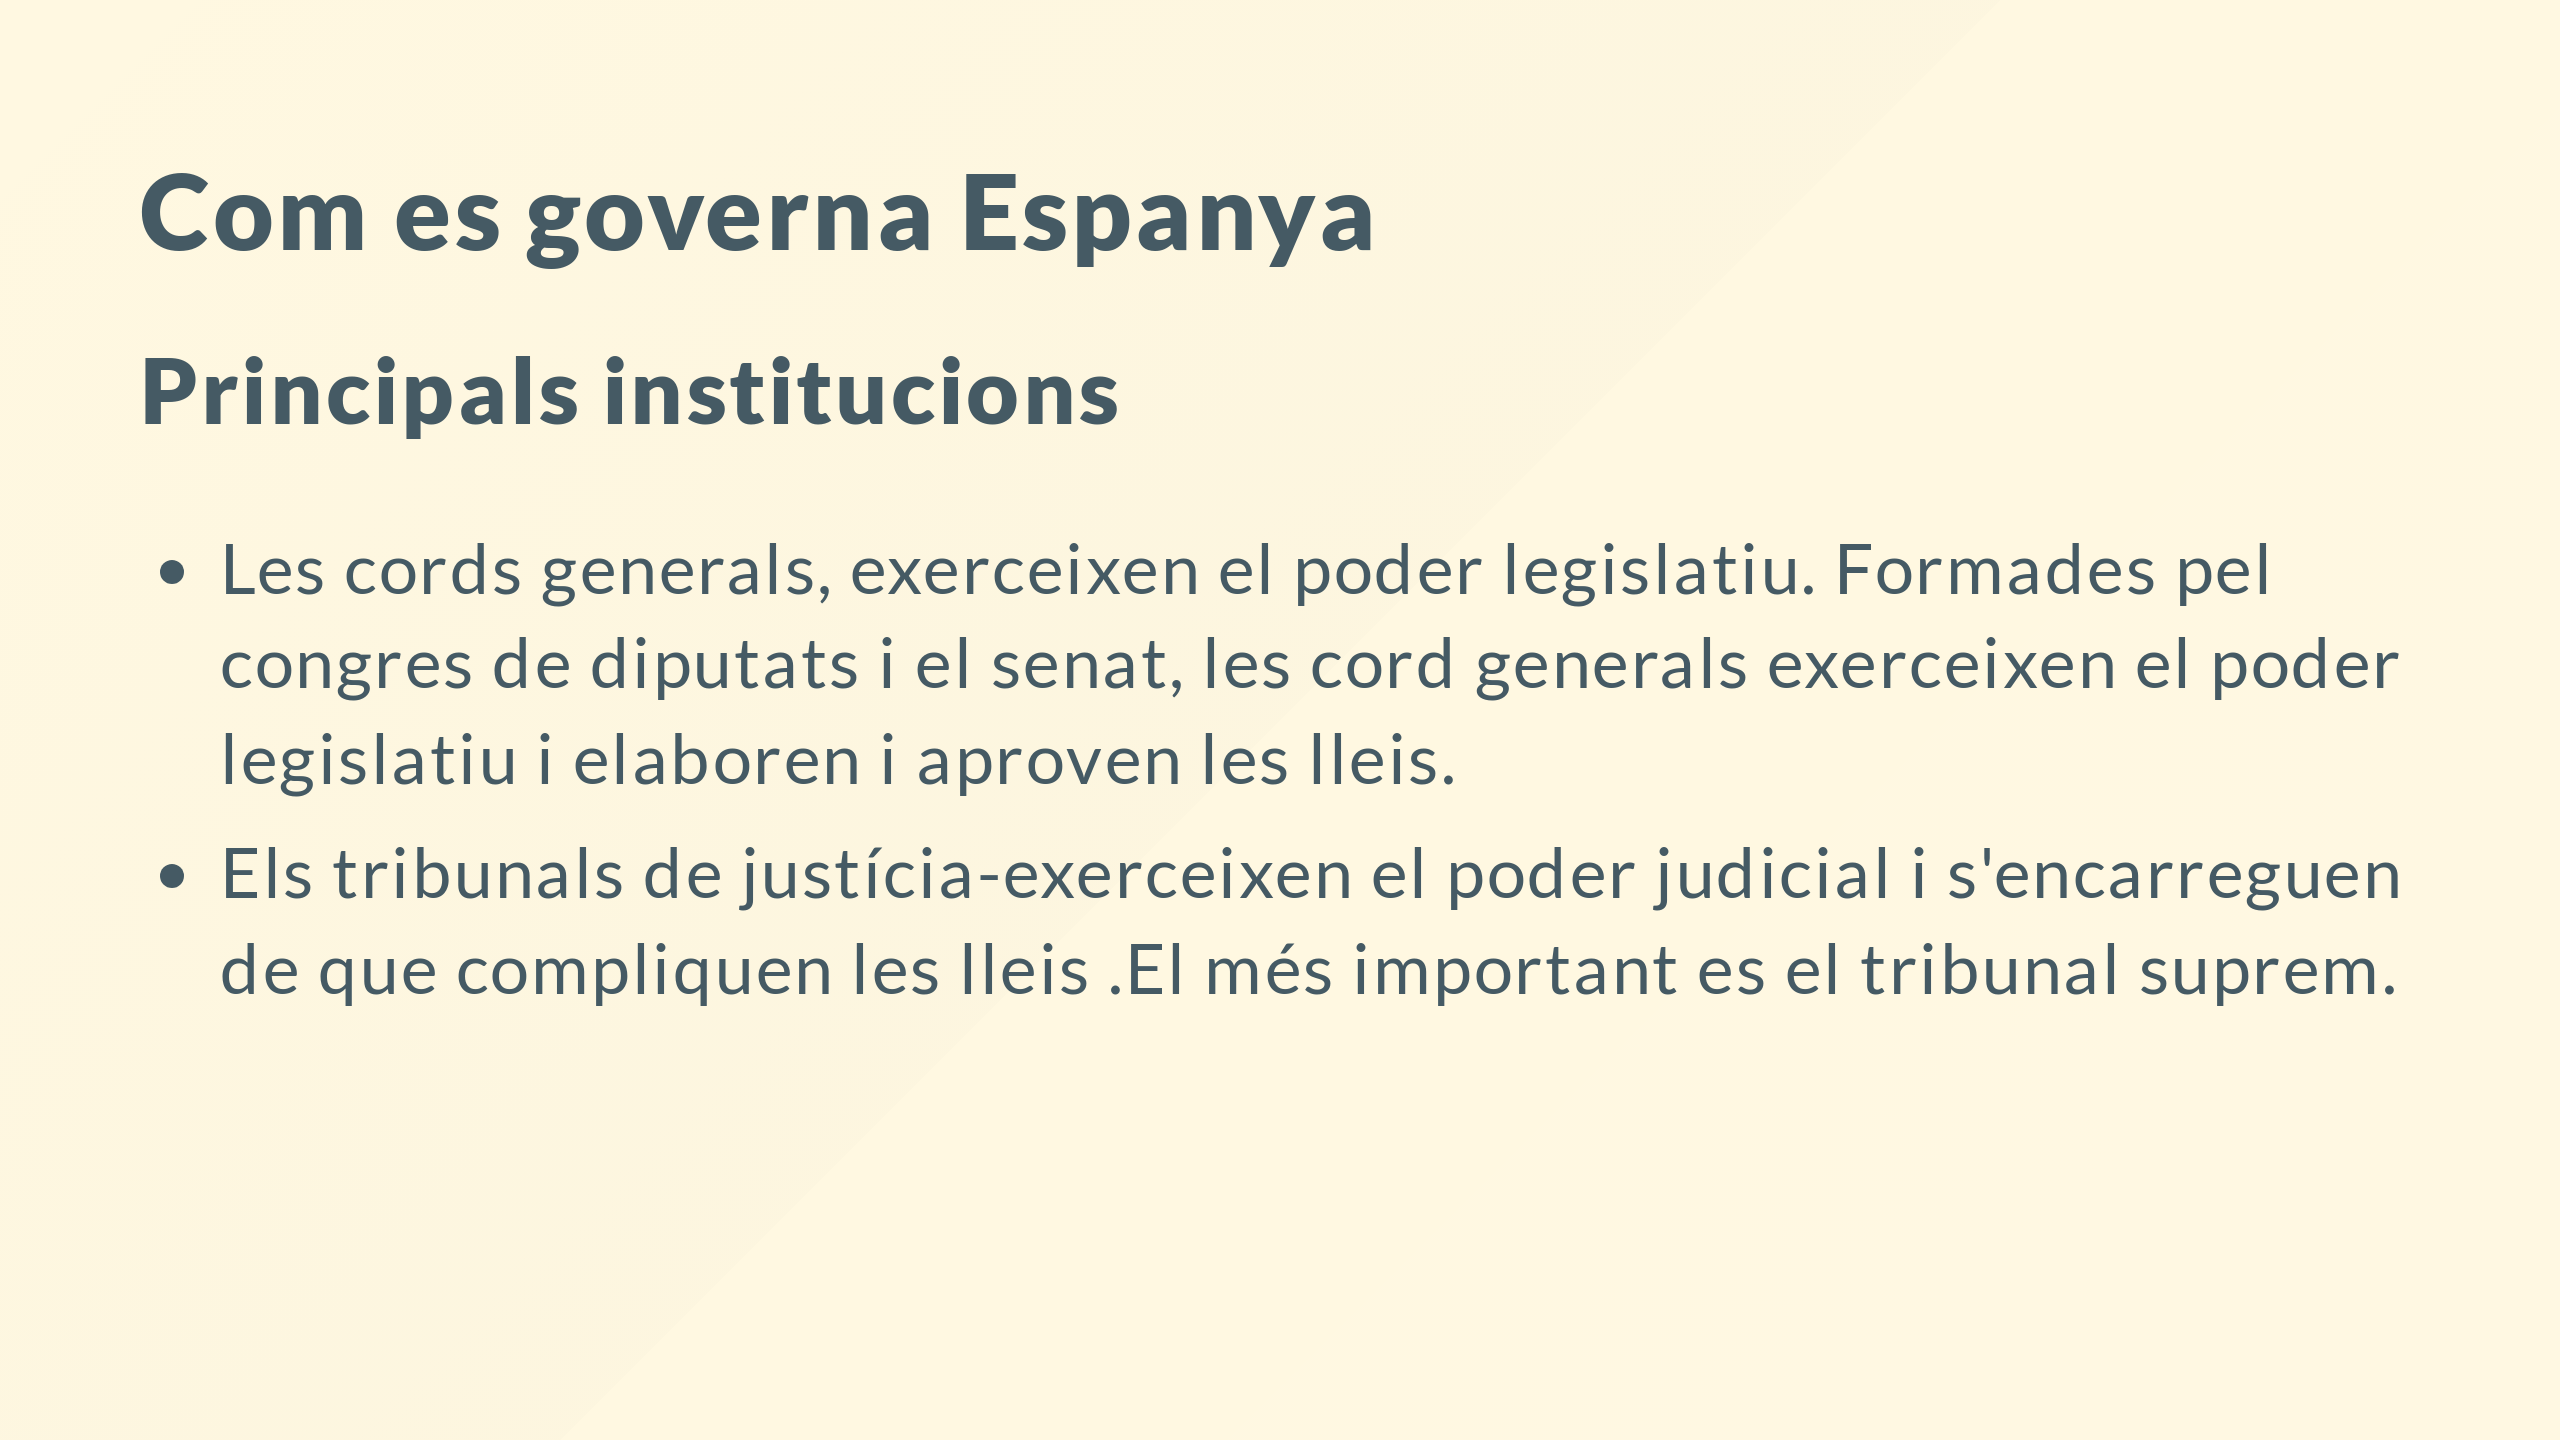 Com es governa Espanya
Principals institucions
• Les cords generals, exerceixen el poder legislatiu. Formades pel
congres de diputats i el senat, les cord generals exerceixen el poder
legislatiu i elaboren i aproven les lleis.
• Els tribunals de justícia-exerceixen el poder judicial i s'encarreguen
de que compliquen les lleis .El més important es el tribunal suprem.